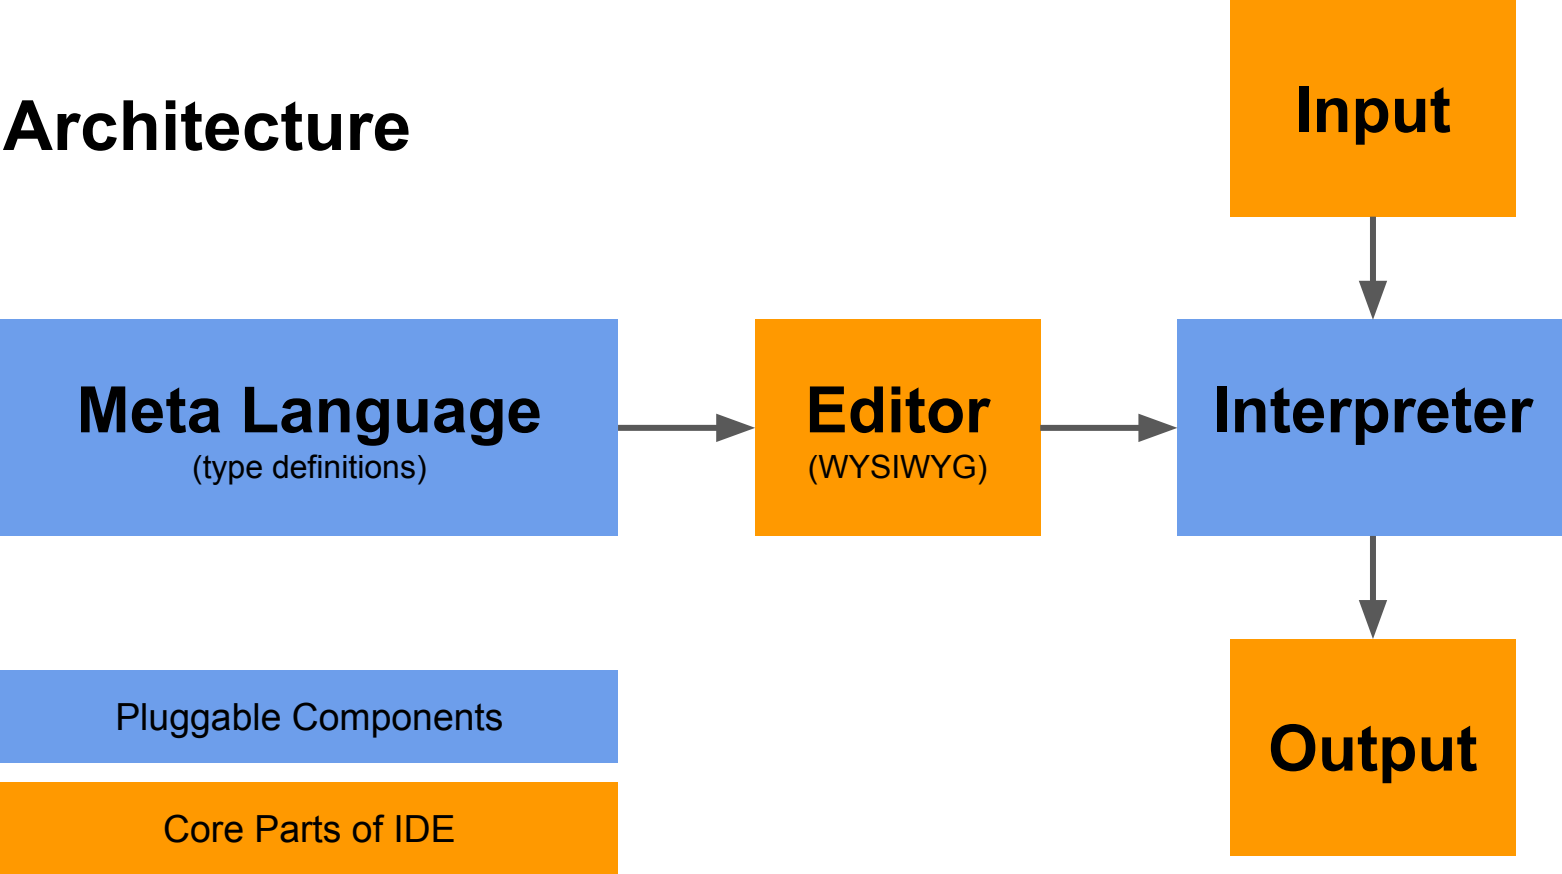 Architecture
Input
Meta Language
(type definitions)
Editor
(WYSIWYG)
Interpreter
Pluggable Components
Output
Core Parts of IDE